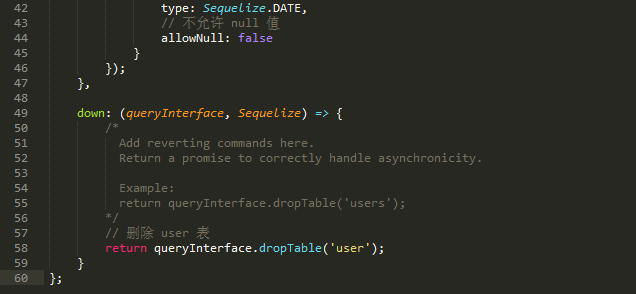 42 type: Sequelize.DATE,
43 // 不允许 null 值
44 allowNull: false
45 }
46 });
47 },
48
49 down: (queryInterface, Sequelize) => {
50 /*
51 Add reverting commands here.
52 Return a promise to correctly handle asynchronicity.
53
54 Example:
55 return queryInterface.dropTable('users');
56 */
57 // 删除 user 表
58 return queryInterface.dropTable('user');
59 }
60 };